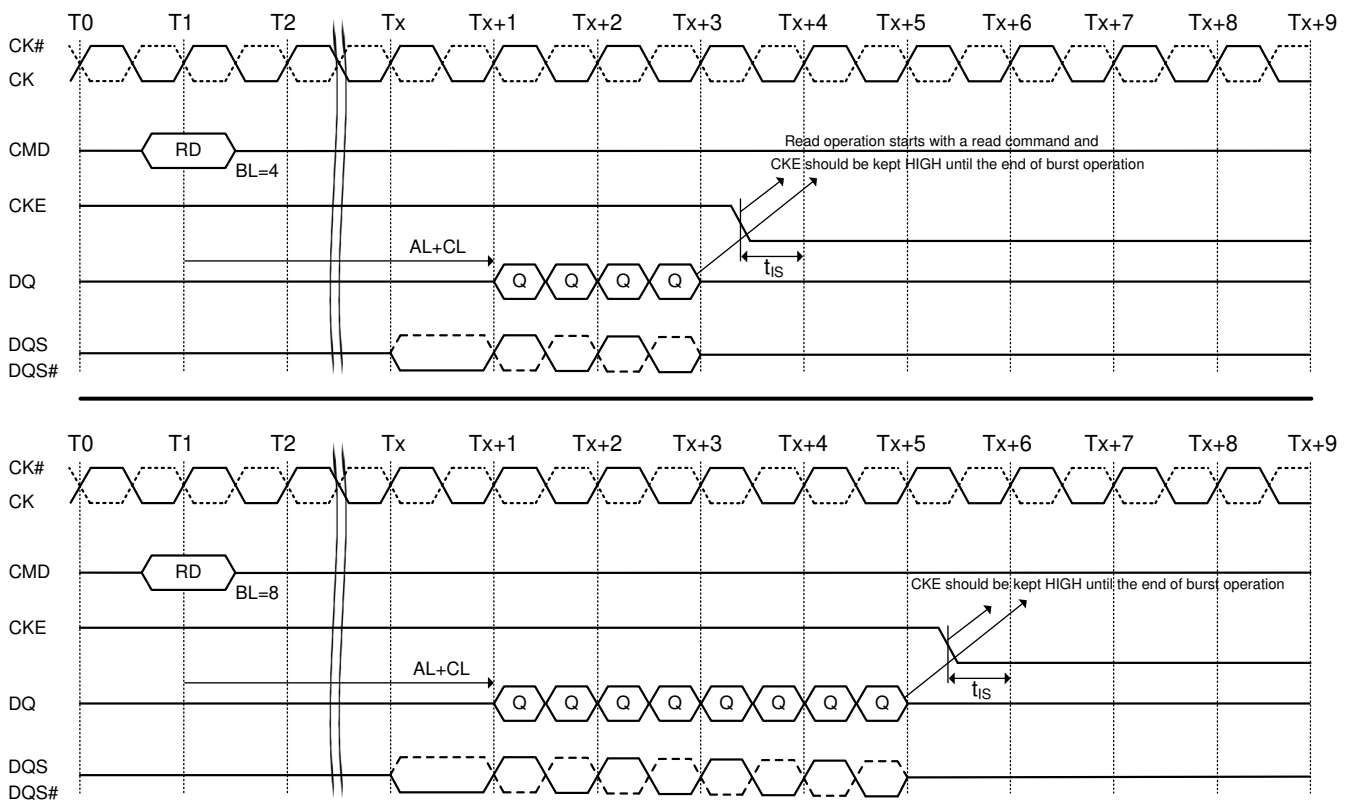 T0 T1 T2 Tx Tx+1 Tx+2 Tx+3 Tx+4 Tx+5 Tx+6 Tx+7 Tx+8 Tx+9
CK#
CK
Read operation starts with a read command and
CMD RD
BL=4 CKE should be kept HIGH until the end of burst operation
CKE
AL+CL
tIS
DQ Q Q Q Q
DQS
DQS#
T0 T1 T2 Tx Tx+1 Tx+2 Tx+3 Tx+4 Tx+5 Tx+6 Tx+7 Tx+8 Tx+9
CK#
CK
CMD RD
CKE should be kept HIGH until the end of burst operation
BL=8
CKE
AL+CL
tIS
DQ Q Q Q Q Q Q Q Q
DQS
DQS#